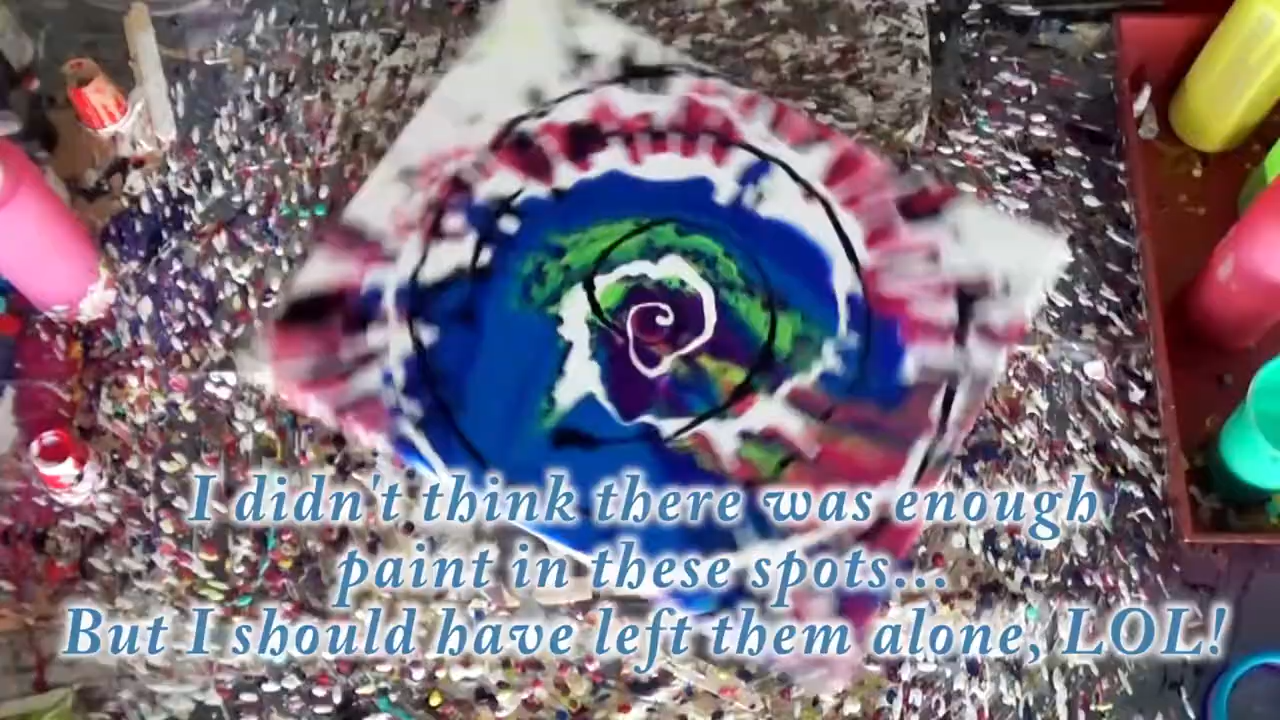 I didn't think there was enough
paint in these spots...
But I should have left them alone, LOL!